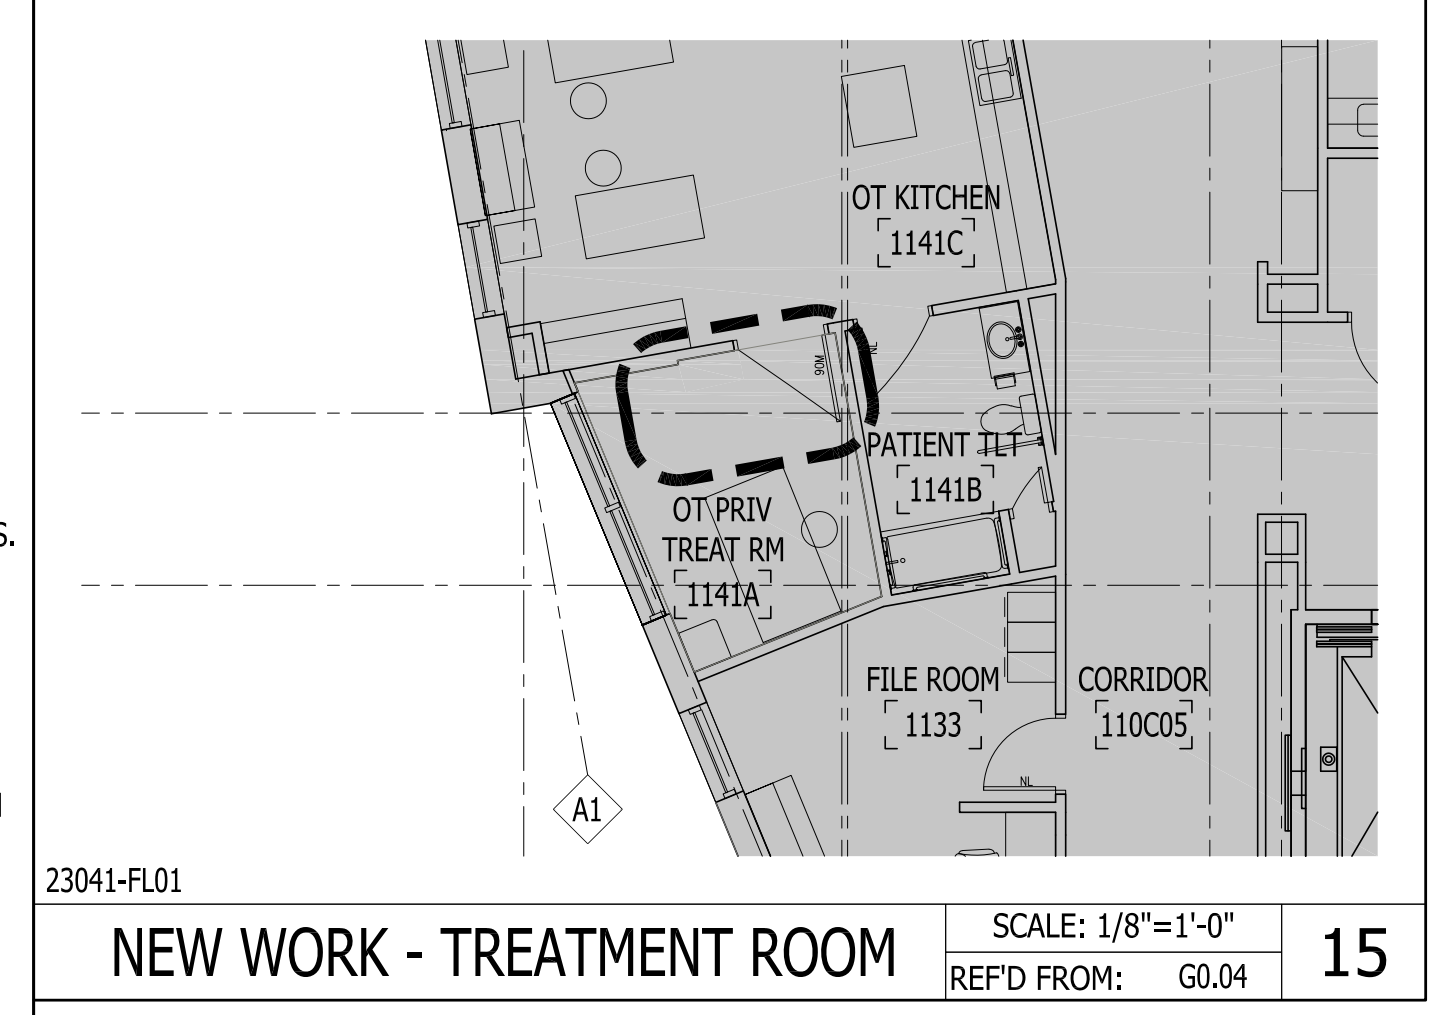 OT KITCHEN
1141C
90M
NL
PATIENT TLT
1141B
OT PRIV
TREAT RM
1141A
S.
FILE ROOM
1133
CORRIDOR
110C05
NL
A1
23041-FL01
NEW WORK - TREATMENT ROOM
SCALE: 1/8"=1'-0"
REF'D FROM: G0.04
15